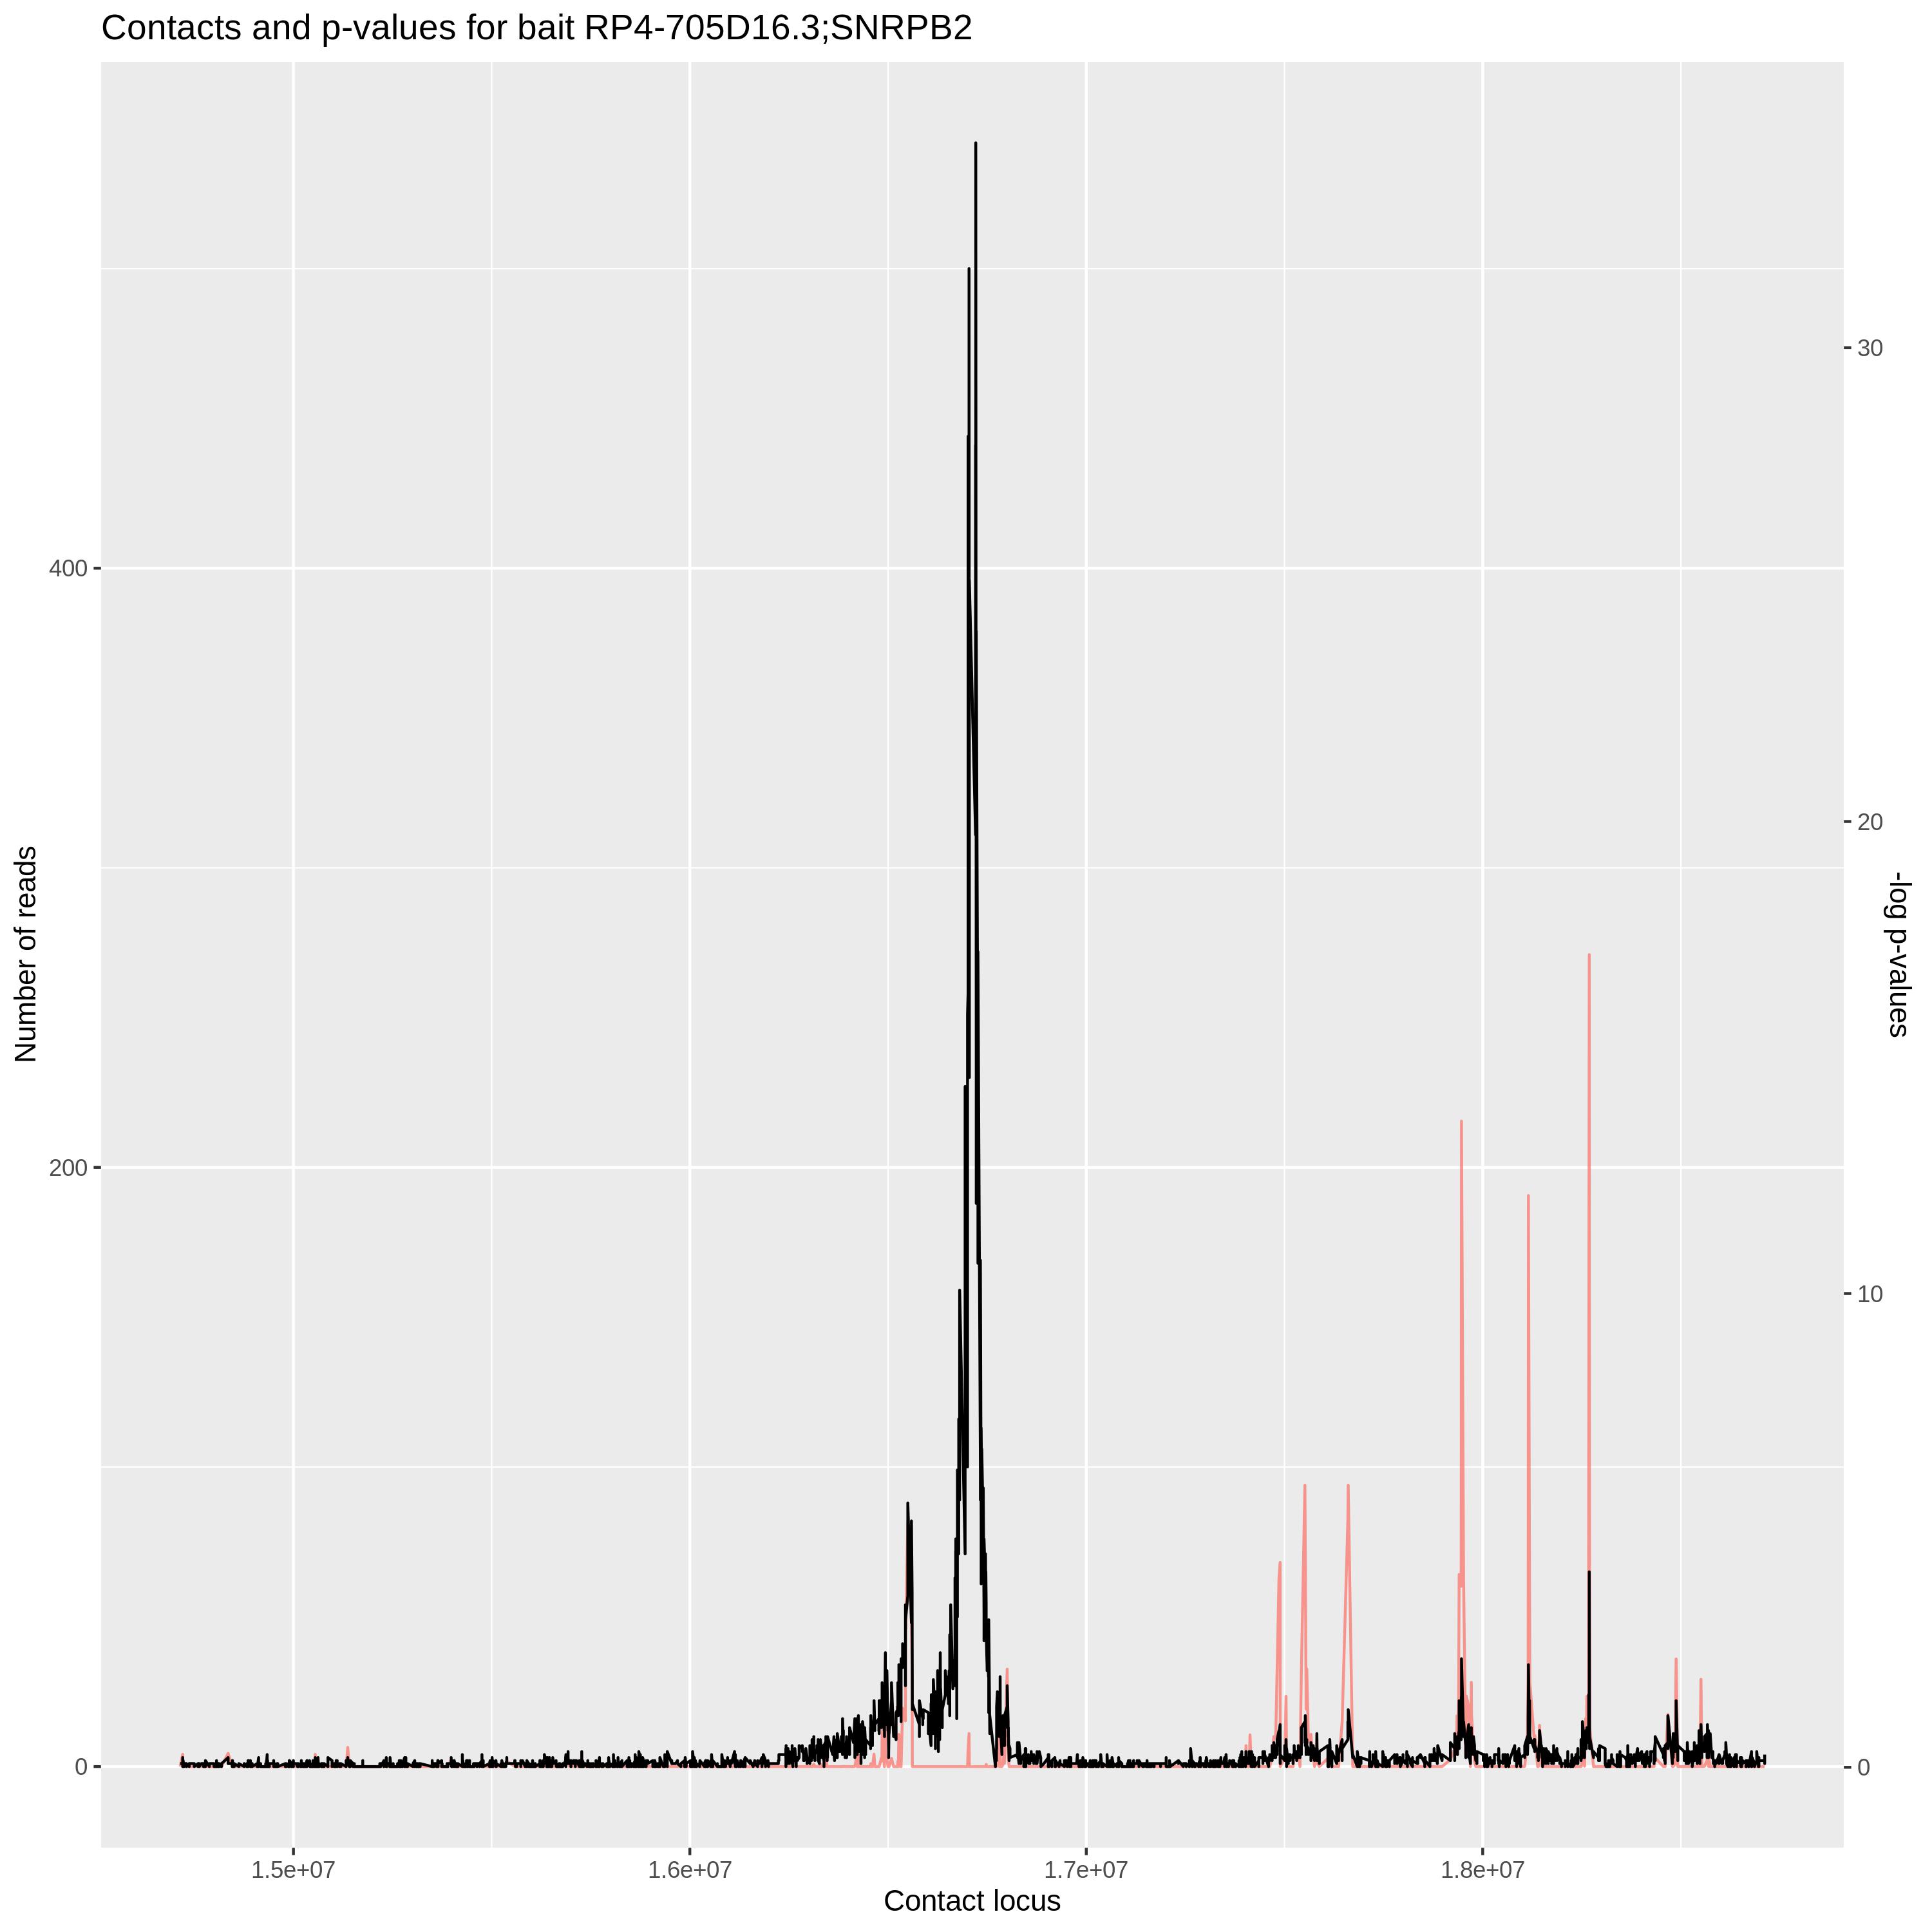 Contacts and p-values for bait RP4-705D16.3;SNRPB2
Number of reads
400
200
0
30
20
10
0
-log p-values
1.5e+07 1.6e+07 1.7e+07 1.8e+07
Contact locus